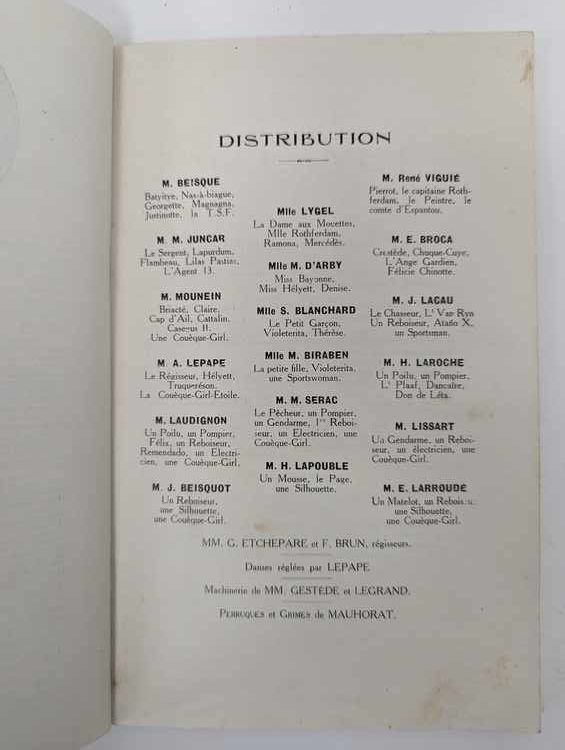 DISTRIBUTION
M. BEISQUE
Batyitye, Nas-à-biague,
Georgette, Magnagna,
Justinotte, la T.S.F.
M. M. JUNCAR
Le Sergent, Lapurdum,
Flambeau, Lilas Pastias,
L'Agent 13.
M. MOUNEIN
Briacté, Claire,
Cap d'Ail, Cattalin,
Casenus II.
Une Couèque-Girl.
M. A. LEPAPE
Le Régisseur, Hélyett,
Truqueréson.
La Couèque-Girl-Etoile.
M. LAUDIGNON
Un Poilu, un Pompier,
Félix, un Reboiseur,
Remendado, un Electri-
cien, une Couèque-Girl.
M. J. BEISQUOT
Un Reboiseur,
une Silhouette,
une Couèque-Girl.
Mlle LYGEL
La Dame aux Mouettes,
Mlle Rothferdam,
Ramona, Mercédès.
Mlle M. D'ARBY
Miss Bayonne,
Miss Hélyett, Denise.
Mlle S. BLANCHARD
Le Petit Garçon,
Violeterita, Thérèse.
Mlle M. BIRABEN
La petite fille, Violeterita,
une Sportswoman.
M. M. SERAC
Le Pêcheur, un Pompier,
un Gendarme, 1er Reboi-
seur, un Electricien, une
Couèque-Girl.
M. H. LAPOUBLE
Un Mousse, le Page,
une Silhouette.
M. René VIGUIÉ
Pierrot, le capitaine Roth-
ferdam, le Peintre, le
comte d'Espantou.
M. E. BROCA
Crestède, Chuque-Cuye,
L'Ange Gardien,
Félicie Chinotte.
M. J. LACAU
Le Chasseur, Lt Van Ryn
Un Reboiseur, Ataño X.
un Sportsman.
M. H. LAROCHE
Un Poilu, un Pompier,
Lt Plaaf, Dancaïre,
Don de Léta.
M. LISSART
Un Gendarme, un Reboi-
seur, un électricien, une
Couèque-Girl.
M. E. LARROUDÉ
Un Matelot, un Reboiseur
une Silhouette,
une Couèque-Girl.
MM. G. ETCHEPARE et F. BRUN, régisseurs.
Danses réglées par LEPAPE
Machinerie de MM. GESTÈDE et LEGRAND.
PERRUQUES et GRIMES de MAUHORAT.